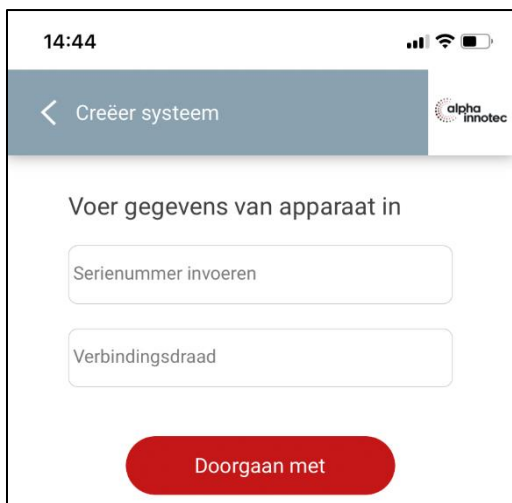 14:44
Creëer systeem
alpha
innotec
Voer gegevens van apparaat in
Serienummer invoeren
Verbindingsdraad
Doorgaan met